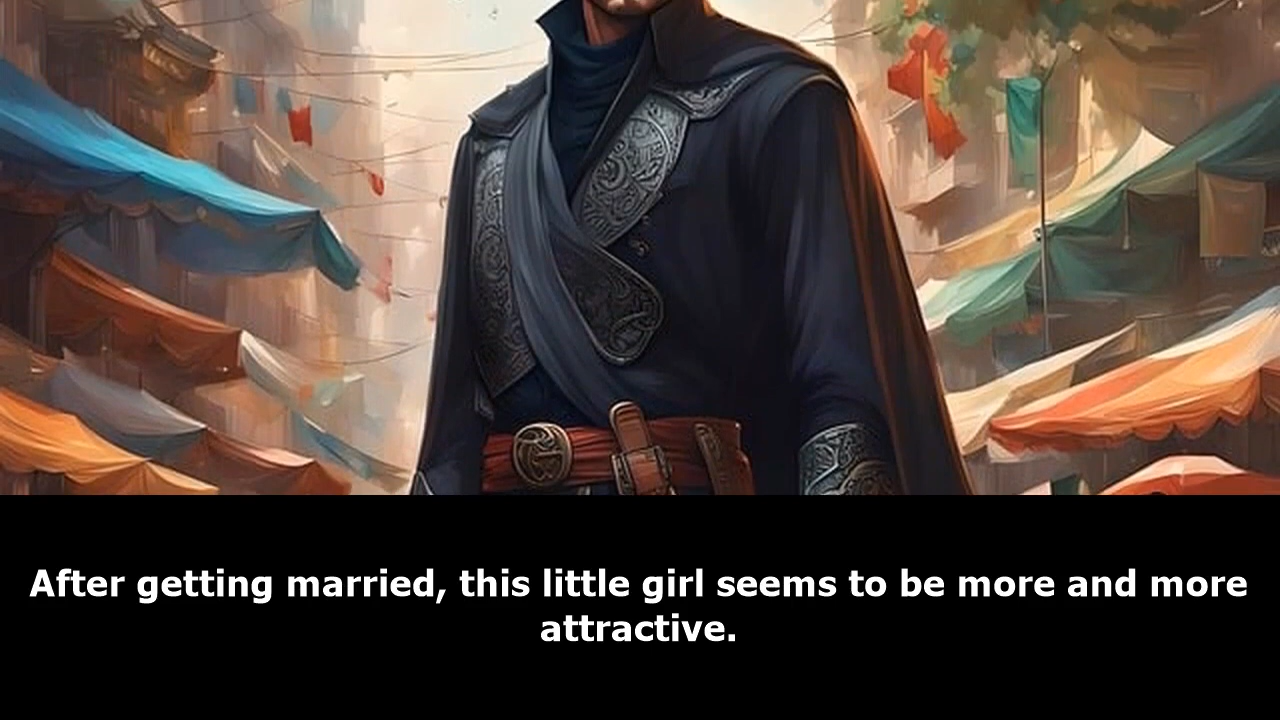 After getting married, this little girl seems to be more and more
attractive.